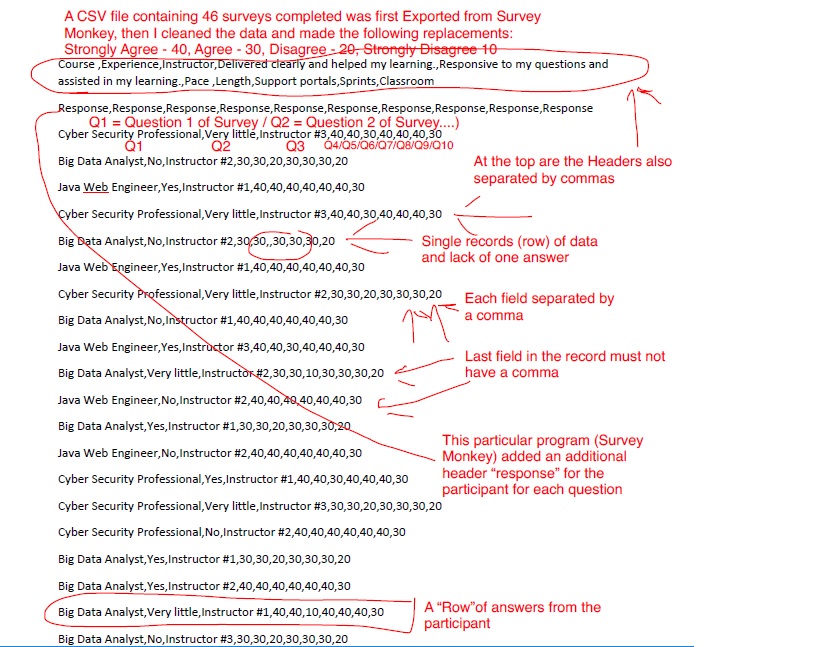 A CSV file containing 46 surveys completed was first Exported from Survey
Monkey, then I cleaned the data and made the following replacements:
Strongly Agree - 40, Agree - 30, Disagree - 20, Strongly Disagree 10
Course ,Experience,Instructor,Delivered clearly and helped my learning.,Responsive to my questions and
assisted in my learning.,Pace ,Length,Support portals,Sprints,Classroom
Response,Response,Response,Response,Response,Response,Response,Response,Response,Response
Q1 = Question 1 of Survey / Q2 = Question 2 of Survey....)
Cyber Security Professional,Very little,Instructor #3,40,40,30,40,40,40,30
Q1 Q2 Q3 Q4/Q5/Q6/Q7/Q8/Q9/Q10
Big Data Analyst,No,Instructor #2,30,30,20,30,30,30,20
At the top are the Headers also
separated by commas
Java Web Engineer,Yes,Instructor #1,40,40,40,40,40,40,30
Cyber Security Professional,Very little,Instructor #3,40,40,30,40,40,40,30
Big Data Analyst,No,Instructor #2,30,30,,30,30,30,20
Single records (row) of data
and lack of one answer
Java Web Engineer,Yes,Instructor #1,40,40,40,40,40,40,30
Cyber Security Professional,Very little,Instructor #2,30,30,20,30,30,30,20
Each field separated by
a comma
Big Data Analyst,No,Instructor #1,40,40,40,40,40,40,30
Java Web Engineer,Yes,Instructor #3,40,40,30,40,40,40,30
Last field in the record must not
have a comma
Big Data Analyst,Very little,Instructor #2,30,30,10,30,30,30,20
Java Web Engineer,No,Instructor #2,40,40,40,40,40,40,30
Big Data Analyst,Yes,Instructor #1,30,30,20,30,30,30,20
This particular program (Survey
Monkey) added an additional
header “response” for the
participant for each question
Java Web Engineer,No,Instructor #2,40,40,40,40,40,40,30
Cyber Security Professional,Yes,Instructor #1,40,40,30,40,40,40,30
Cyber Security Professional,Very little,Instructor #3,30,30,20,30,30,30,20
Cyber Security Professional,No,Instructor #2,40,40,40,40,40,40,30
Big Data Analyst,Yes,Instructor #1,30,30,20,30,30,30,20
Big Data Analyst,Yes,Instructor #2,40,40,40,40,40,40,30
Big Data Analyst,Very little,Instructor #1,40,40,10,40,40,40,30
A “Row”of answers from the
participant
Big Data Analyst,No,Instructor #3,30,30,20,30,30,30,20